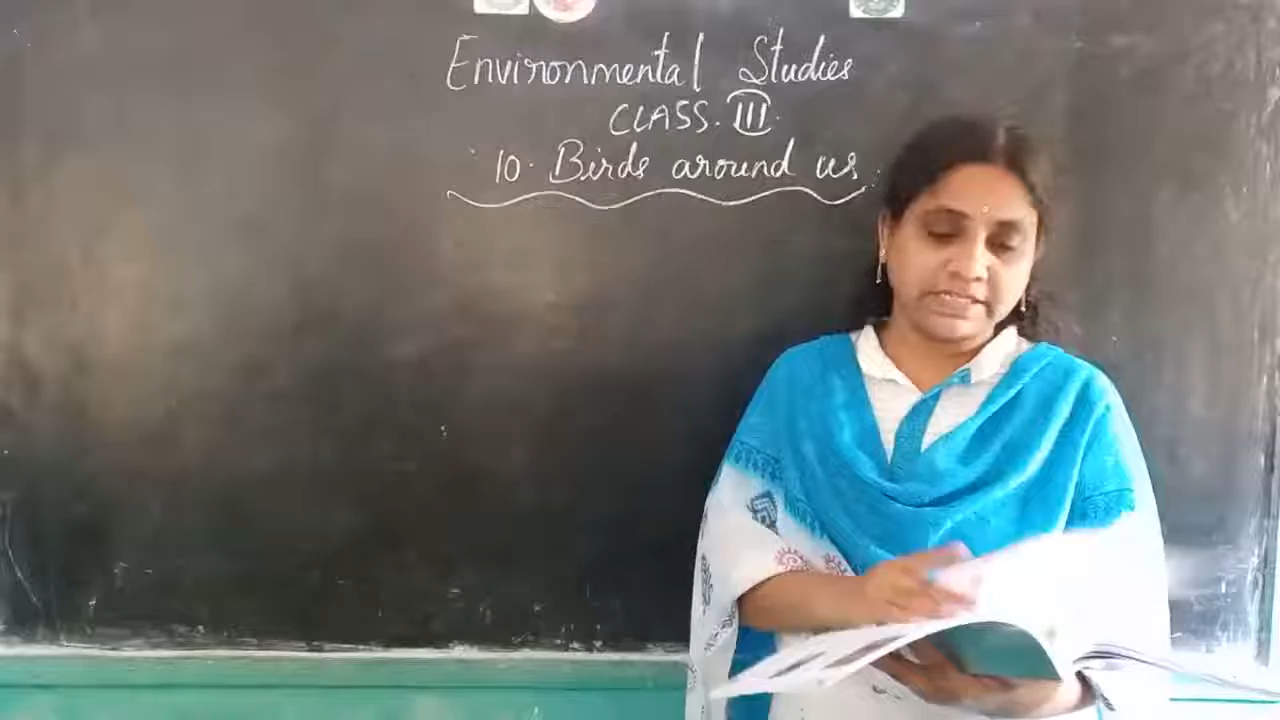 Environmental Studies
CLASS. III.
10. Birds around us.